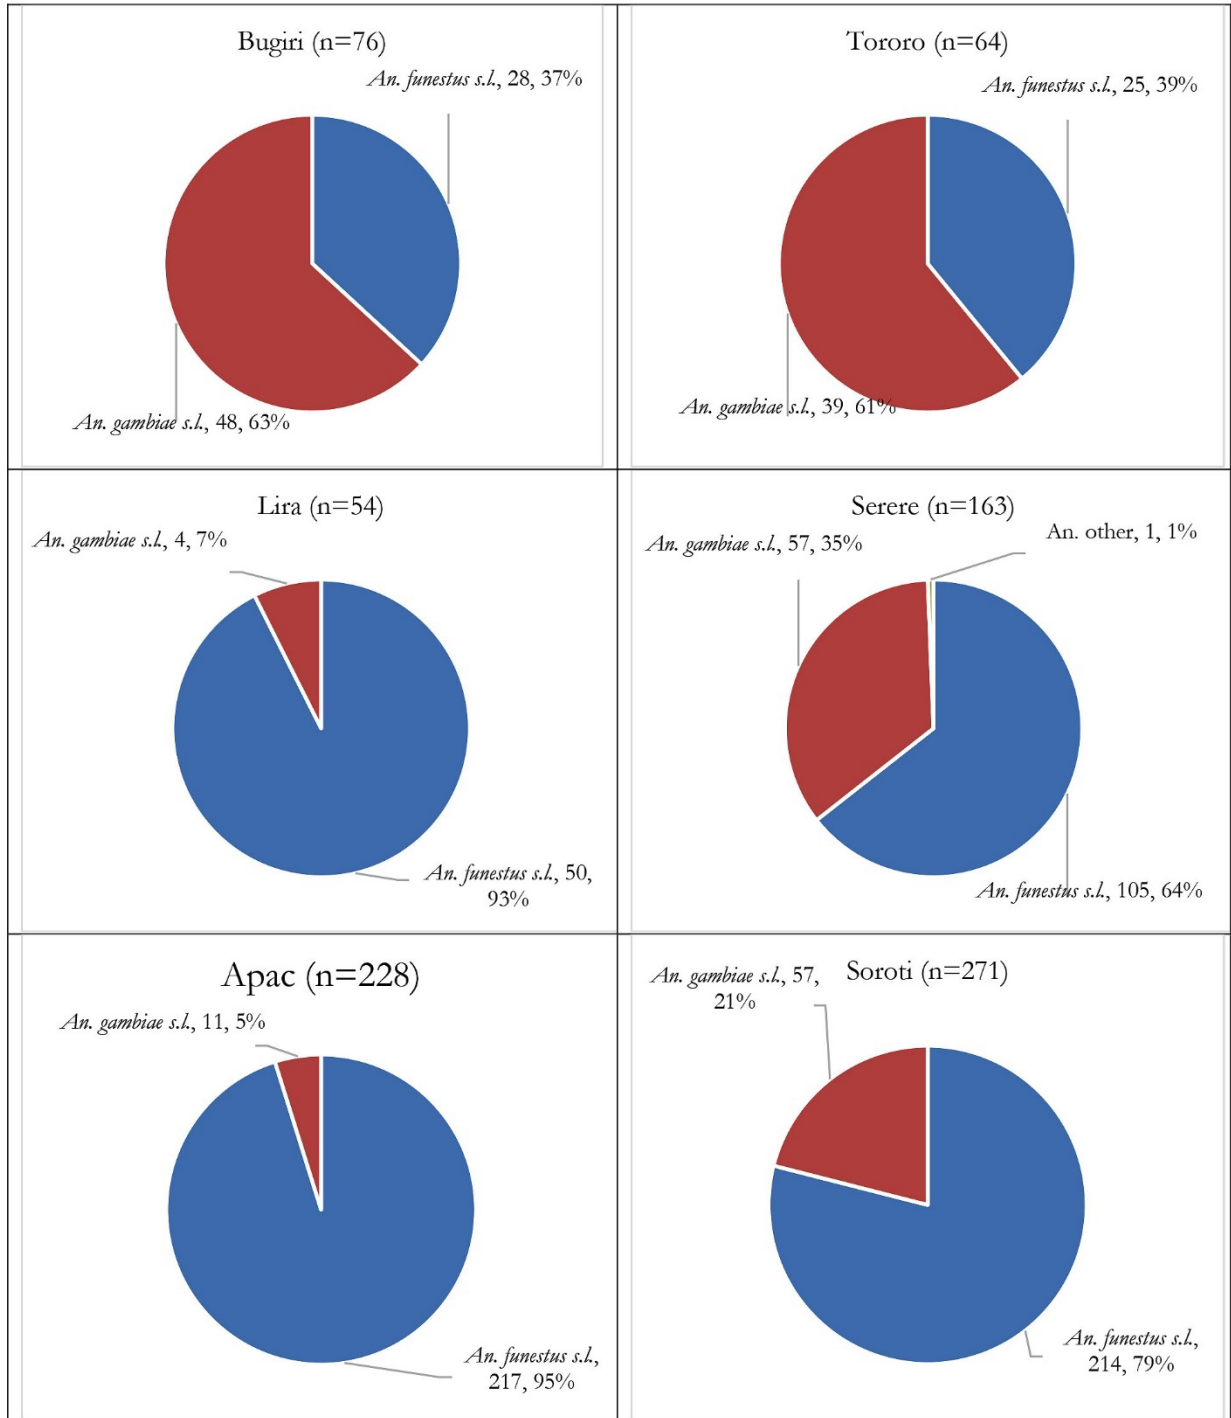 Bugiri (n=76)
An. funestus s.l., 28, 37%
An. gambiae s.l., 48, 63%
Tororo (n=64)
An. funestus s.l., 25, 39%
An. gambiae s.l., 39, 61%
Lira (n=54)
An. gambiae s.l., 4, 7%
An. funestus s.l., 50,
93%
Serere (n=163)
An. other, 1, 1%
An. gambiae s.l., 57, 35%
An. funestus s.l., 105, 64%
Apac (n=228)
An. gambiae s.l., 11, 5%
An. funestus s.l.,
217, 95%
Soroti (n=271)
An. gambiae s.l., 57,
21%
An. funestus s.l.,
214, 79%